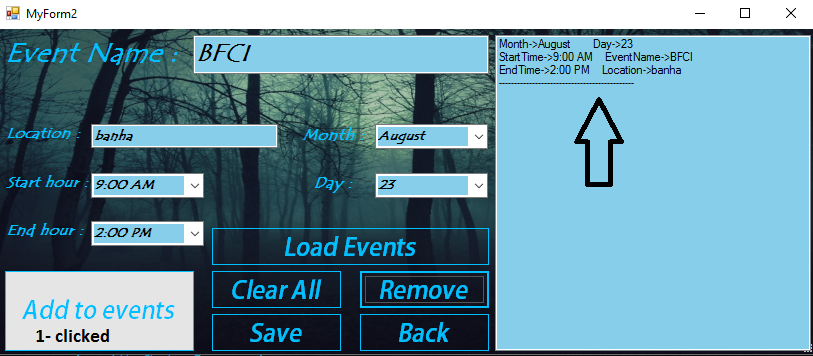 MyForm2
Event Name : BFCI
Location : banha
Month : August
Start hour : 9:00 AM
Day : 23
End hour : 2:00 PM
Load Events
Clear All
Remove
Add to events
1- clicked
Save
Back
Month->August Day->23
StartTime->9:00 AM EventName->BFCI
EndTime->2:00 PM Location->banha
---------------------------------------------